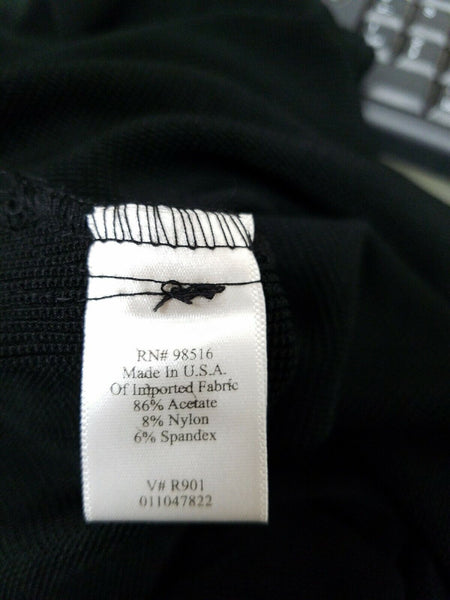 RN# 98516
Made In U.S.A.
Of Imported Fabric
86% Acetate
8% Nylon
6% Spandex
V# R901
011047822